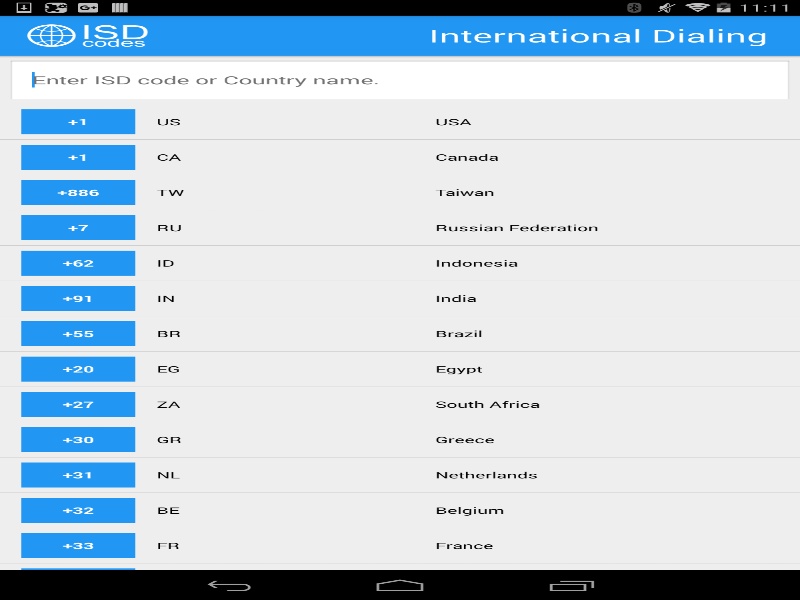 11:11
ISD codes
International Dialing
Enter ISD code or Country name.
+1 US USA
+1 CA Canada
+886 TW Taiwan
+7 RU Russian Federation
+62 ID Indonesia
+91 IN India
+55 BR Brazil
+20 EG Egypt
+27 ZA South Africa
+30 GR Greece
+31 NL Netherlands
+32 BE Belgium
+33 FR France